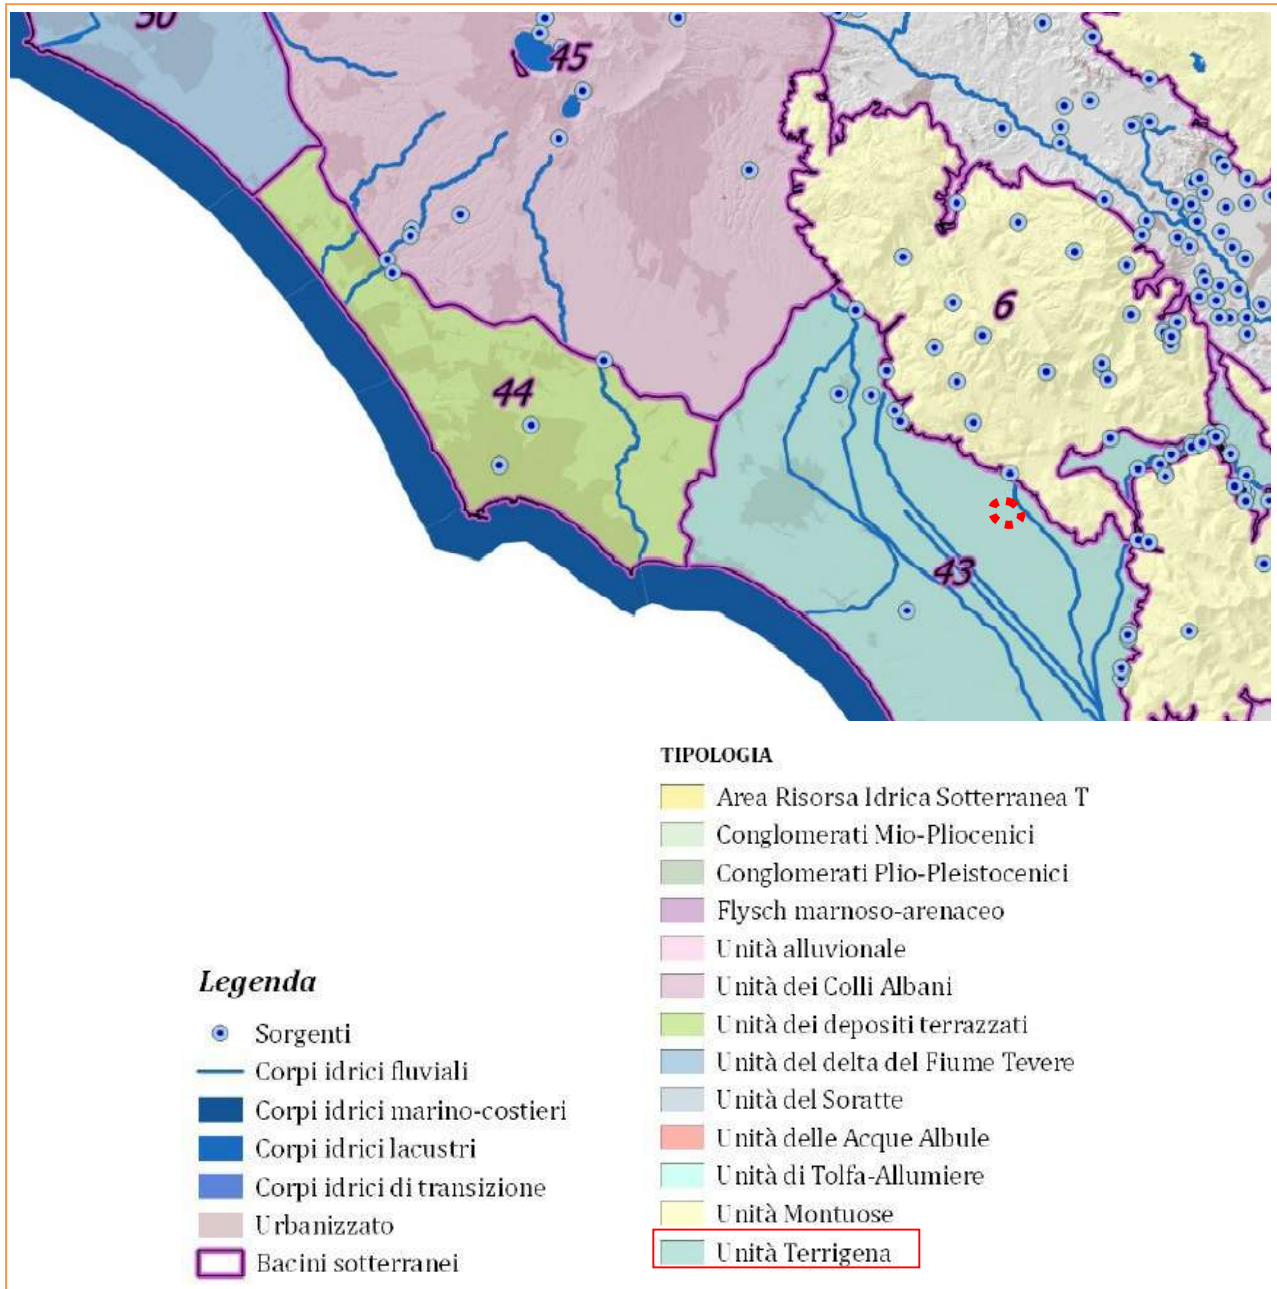 50
45
6
44
43
TIPOLOGIA
Area Risorsa Idrica Sotterranea T
Conglomerati Mio-Pliocenici
Conglomerati Plio-Pleistocenici
Flysch marnoso-arenaceo
Unità alluvionale
Unità dei Colli Albani
Unità dei depositi terrazzati
Unità del delta del Fiume Tevere
Unità del Soratte
Unità delle Acque Albule
Unità di Tolfa-Allumiere
Unità Montuose
Unità Terrigena
Legenda
Sorgenti
Corpi idrici fluviali
Corpi idrici marino-costieri
Corpi idrici lacustri
Corpi idrici di transizione
Urbanizzato
Bacini sotterranei